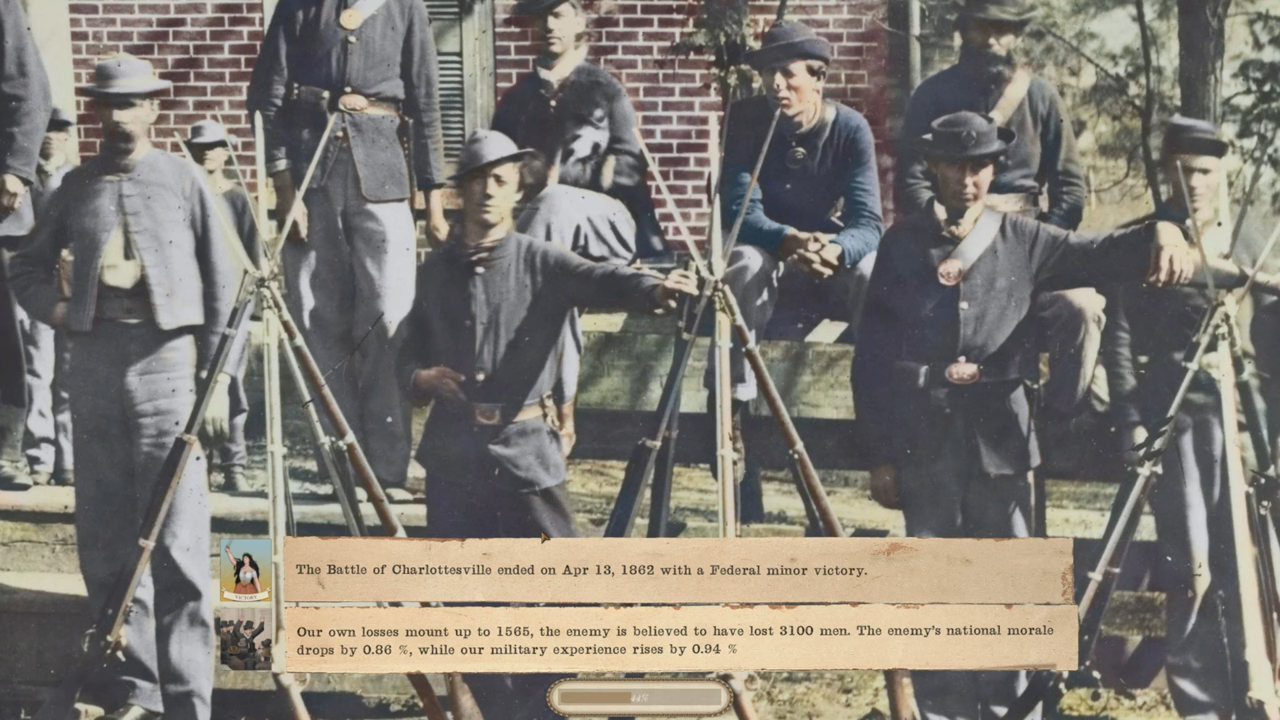 The Battle of Charlottesville ended on Apr 13, 1862 with a Federal minor victory.
VICTORY
Our own losses mount up to 1565, the enemy is believed to have lost 3100 men. The enemy's national morale
drops by 0.86 %, while our military experience rises by 0.94 %
44%